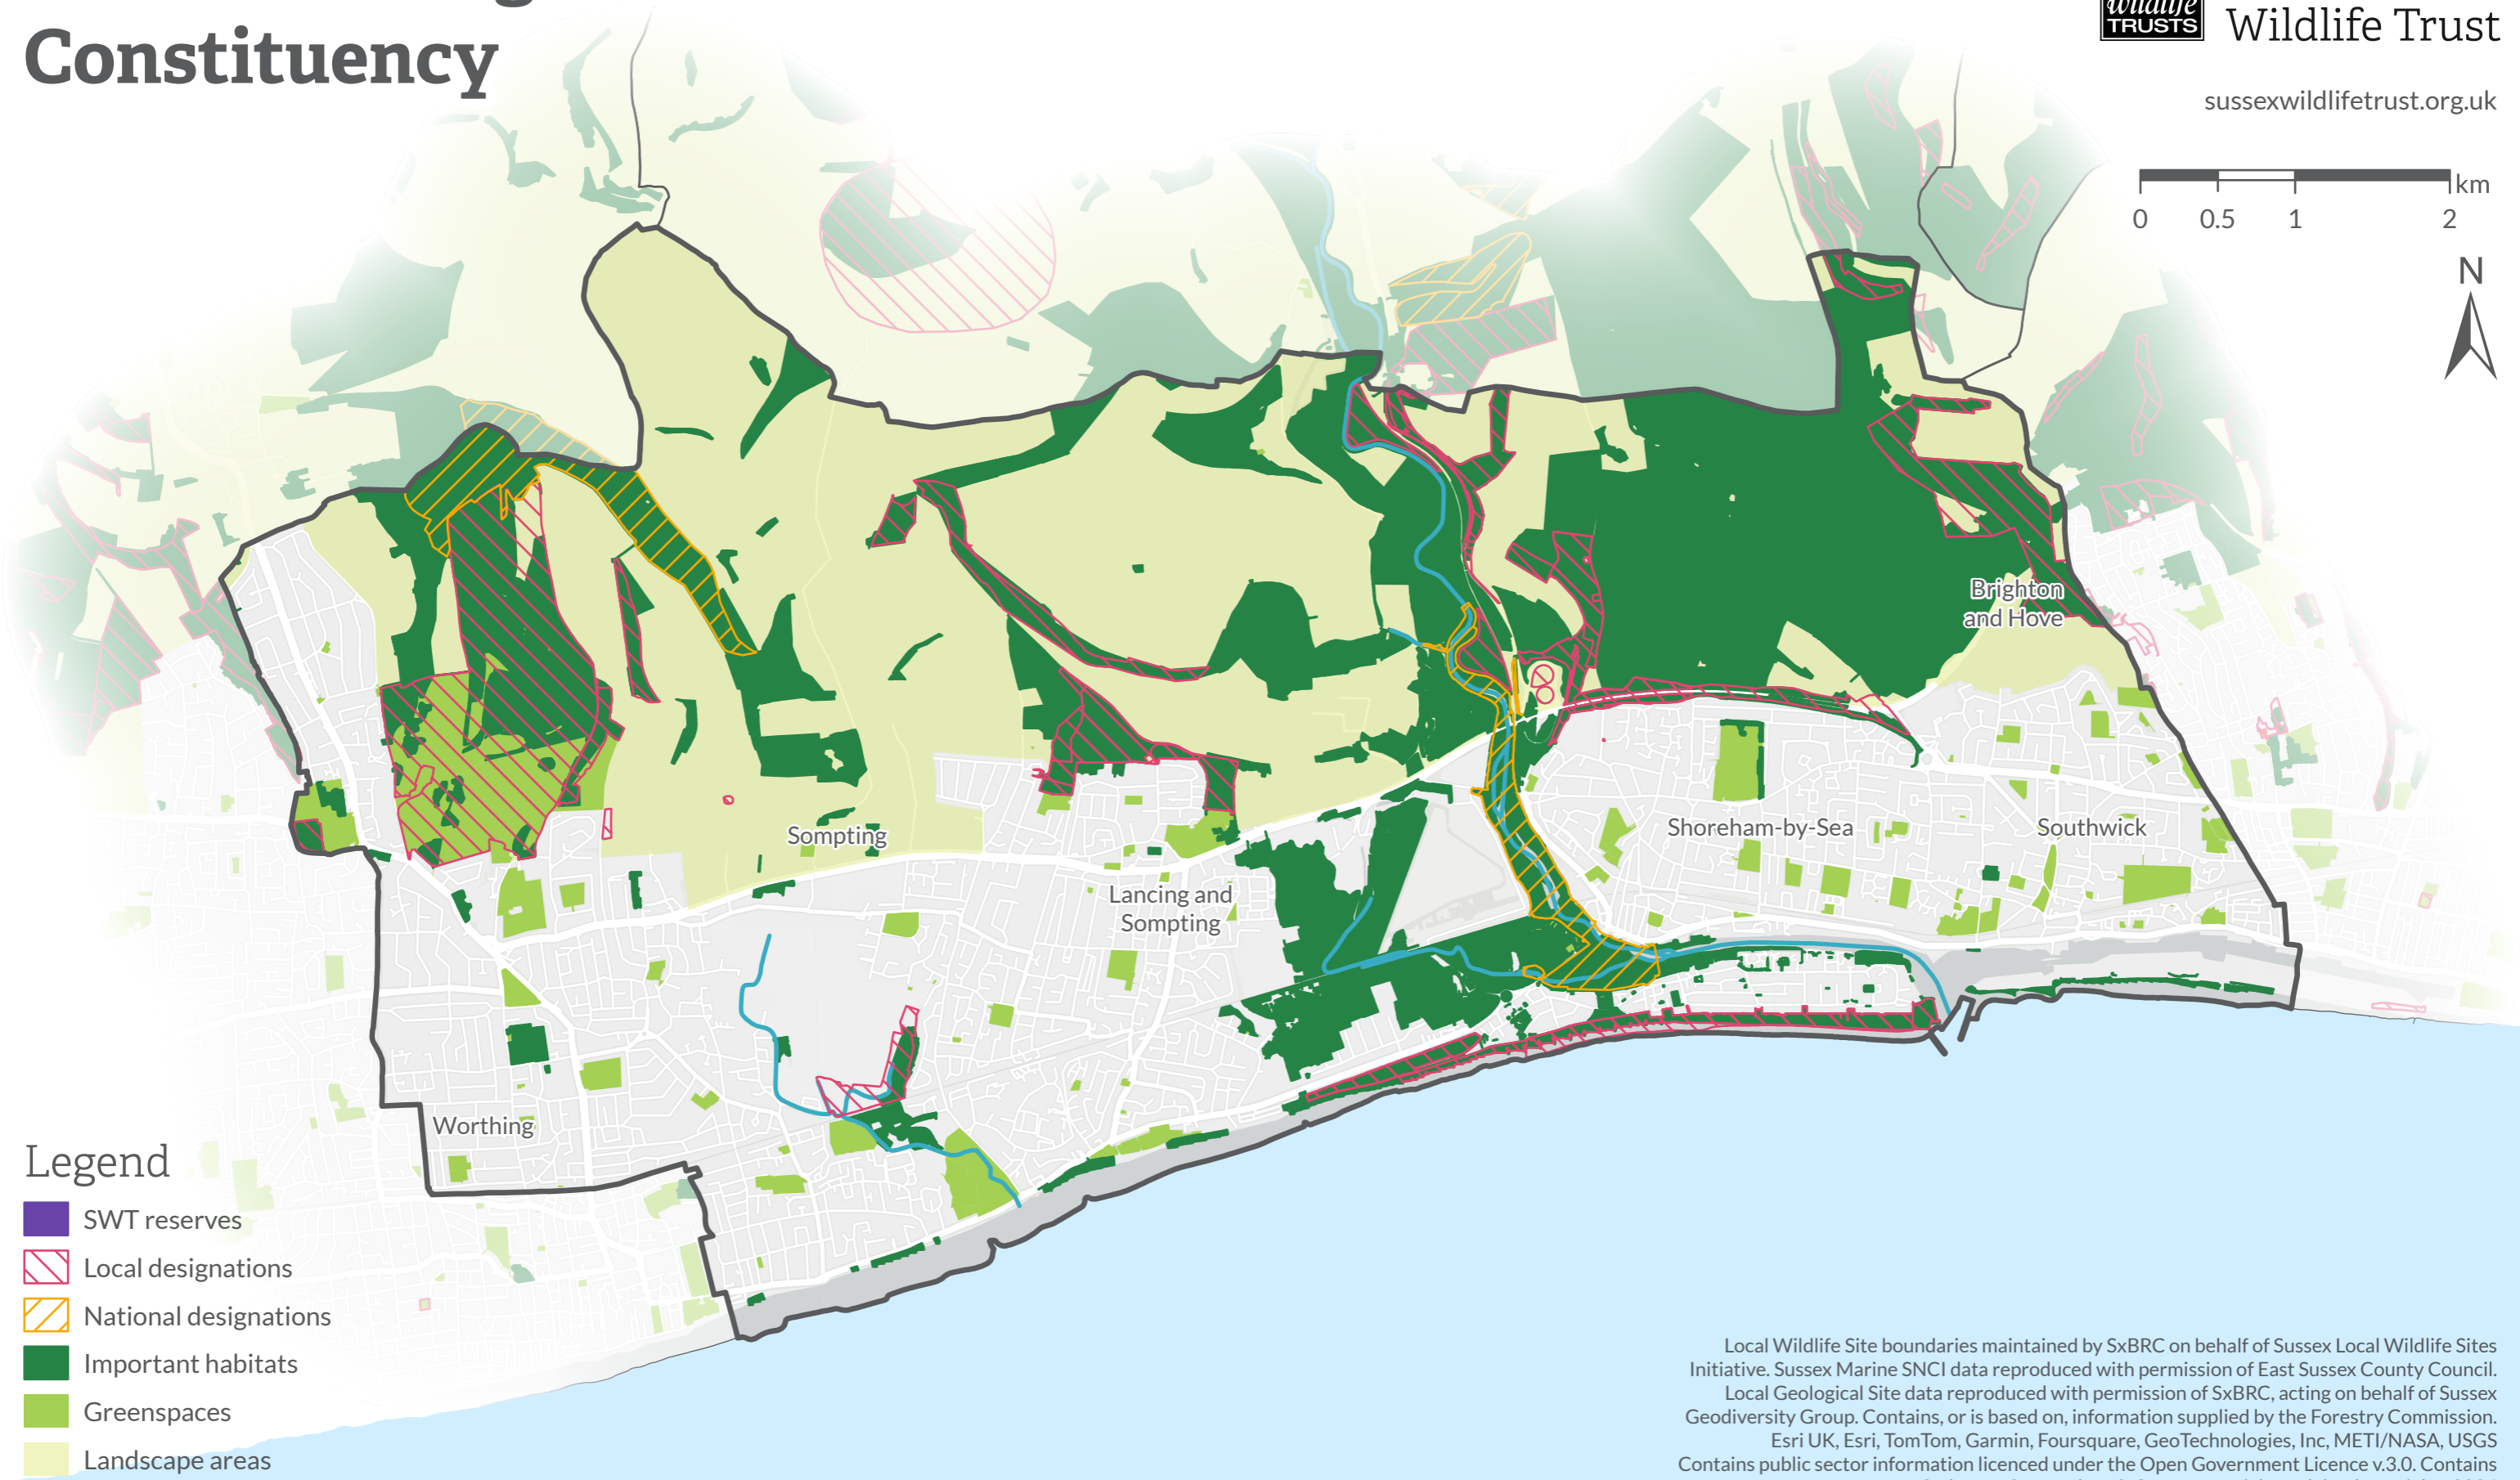 Constituency
wildlife
TRUSTS
Wildlife Trust
sussexwildlifetrust.org.uk
km
0 0.5 1 2
N
Brighton
and Hove
Sompting
Shoreham-by-Sea
Southwick
Lancing and
Sompting
Worthing
Legend
SWT reserves
Local designations
National designations
Important habitats
Greenspaces
Landscape areas
Local Wildlife Site boundaries maintained by SxBRC on behalf of Sussex Local Wildlife Sites
Initiative. Sussex Marine SNCI data reproduced with permission of East Sussex County Council.
Local Geological Site data reproduced with permission of SxBRC, acting on behalf of Sussex
Geodiversity Group. Contains, or is based on, information supplied by the Forestry Commission.
Esri UK, Esri, TomTom, Garmin, Foursquare, GeoTechnologies, Inc, METI/NASA, USGS
Contains public sector information licenced under the Open Government Licence v.3.0. Contains